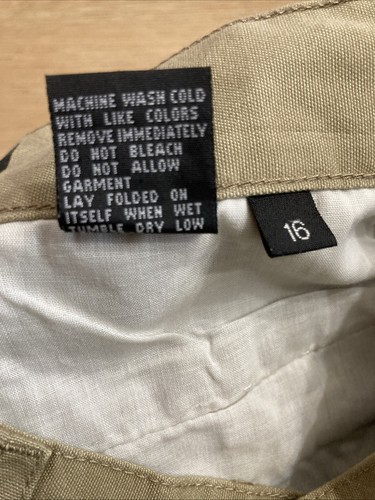 MACHINE WASH COLD
WITH LIKE COLORS
REMOVE IMMEDIATELY
DO NOT BLEACH
DO NOT ALLOW
GARMENT
LAY FOLDED ON
ITSELF WHEN WET
TUMBLE DRY LOW
16